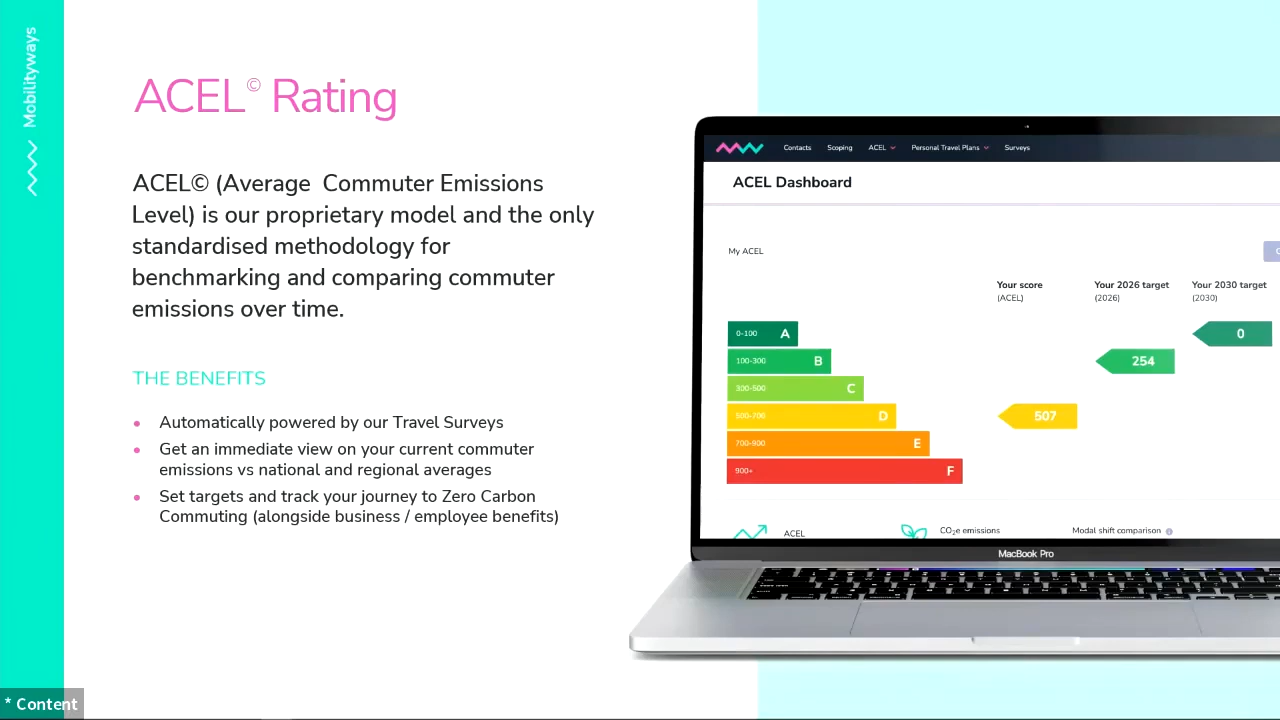 Mobilityways
ACEL© Rating
ACEL© (Average  Commuter Emissions
Level) is our proprietary model and the only
standardised methodology for
benchmarking and comparing commuter
emissions over time.
THE BENEFITS
• Automatically powered by our Travel Surveys
• Get an immediate view on your current commuter
emissions vs national and regional averages
• Set targets and track your journey to Zero Carbon
Commuting (alongside business / employee benefits)
Contacts Scoping ACEL Personal Travel Plans Surveys
ACEL Dashboard
My ACEL
Your score Your 2026 target Your 2030 target
(ACEL) (2026) (2030)
0-100 A 0
100-300 B 254
300-500 C
500-700 D 507
700-900 E
900+ F
ACEL CO₂e emissions Modal shift comparison
MacBook Pro
* Content